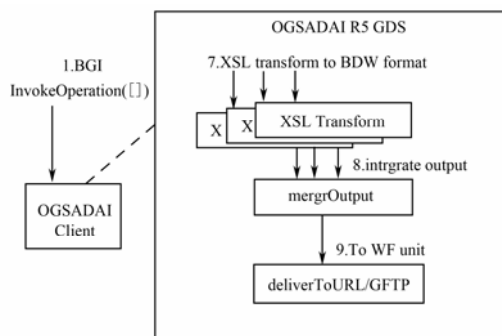 OGSADAI R5 GDS
1.BGI
InvokeOperation([])
7.XSL transform to BDW format
X
X
XSL Transform
8.intrgrate output
OGSADAI
Client
mergrOutput
9.To WF unit
deliverToURL/GFTP